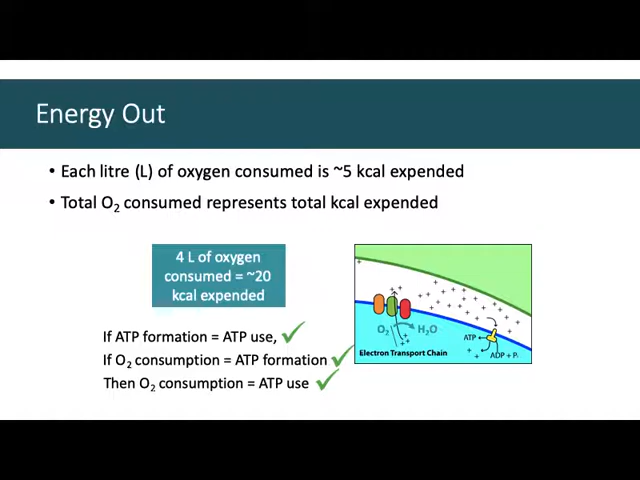 Energy Out
• Each litre (L) of oxygen consumed is ~5 kcal expended
• Total O₂ consumed represents total kcal expended
4 L of oxygen
consumed = ~20
kcal expended
If ATP formation = ATP use,
If O₂ consumption = ATP formation
Then O₂ consumption = ATP use
O₂
H₂O
ATP
ADP + Pᵢ
Electron Transport Chain